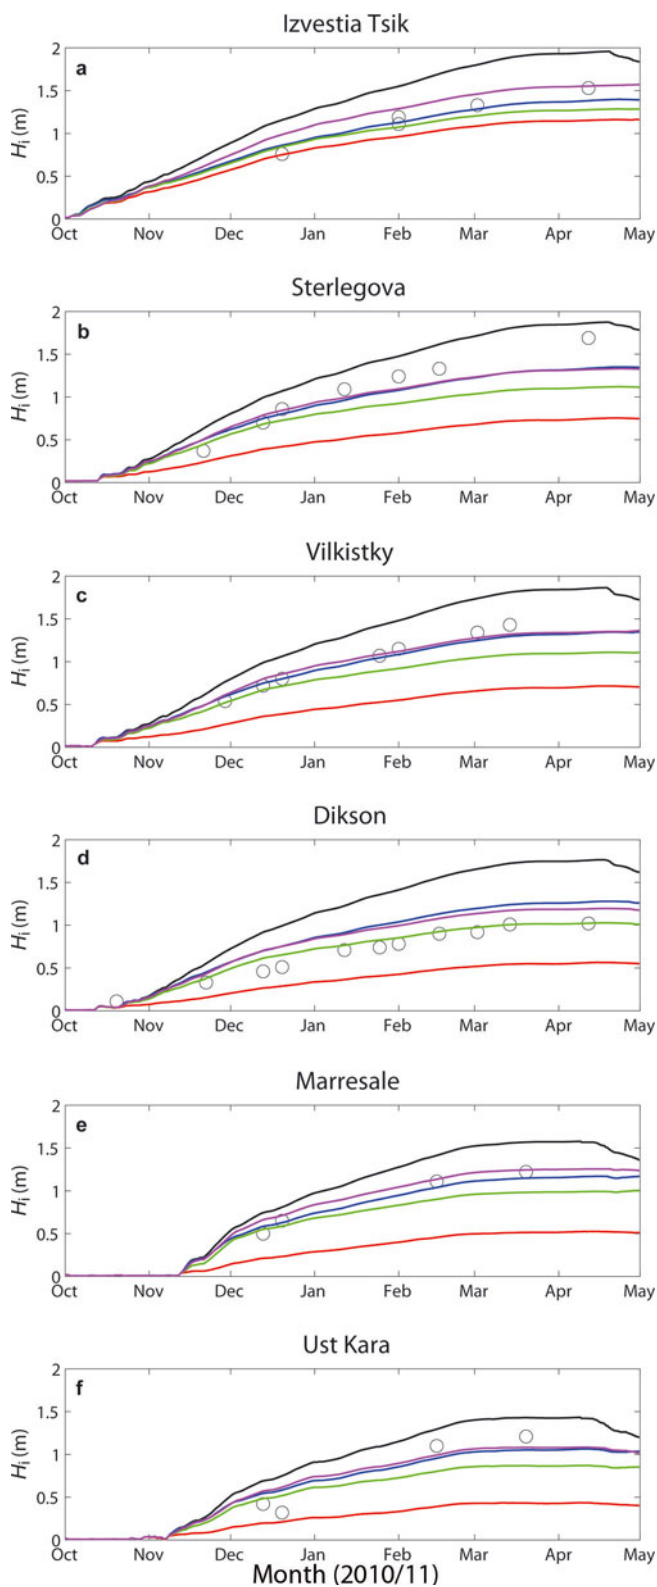 Izvestia Tsik
a
2
1.5
1
0.5
0
Hi (m)
Oct Nov Dec Jan Feb Mar Apr May
Sterlegova
b
2
1.5
1
0.5
0
Hi (m)
Oct Nov Dec Jan Feb Mar Apr May
Vilkistky
c
2
1.5
1
0.5
0
Hi (m)
Oct Nov Dec Jan Feb Mar Apr May
Dikson
d
2
1.5
1
0.5
0
Hi (m)
Oct Nov Dec Jan Feb Mar Apr May
Marresale
e
2
1.5
1
0.5
0
Hi (m)
Oct Nov Dec Jan Feb Mar Apr May
Ust Kara
f
2
1.5
1
0.5
0
Hi (m)
Oct Nov Dec Jan Feb Mar Apr May
Month (2010/11)